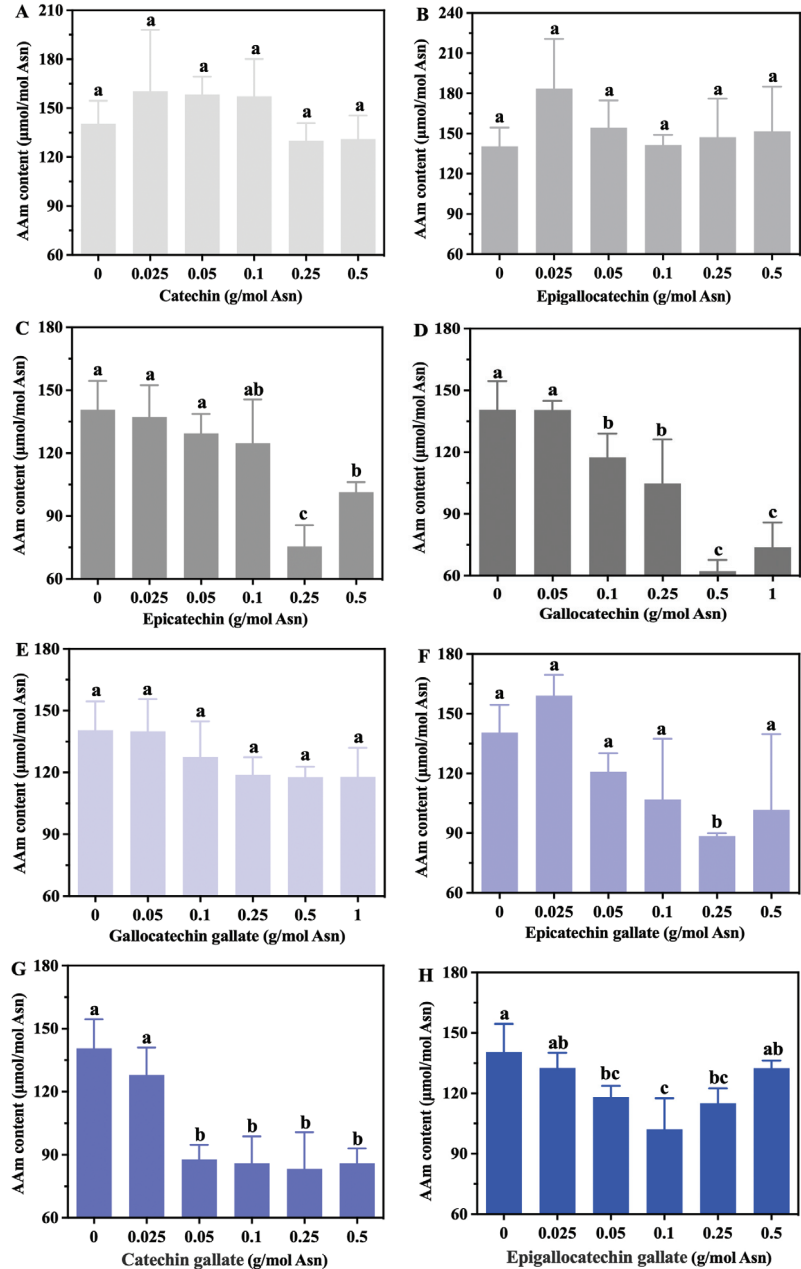 A
AAm content (μmol/mol Asn)
210
180
150
120
90
60
a
a
a
a
a
a
0 0.025 0.05 0.1 0.25 0.5
Catechin (g/mol Asn)
B
AAm content (μmol/mol Asn)
240
210
180
150
120
90
60
a
a
a
a
a
a
0 0.025 0.05 0.1 0.25 0.5
Epigallocatechin (g/mol Asn)
C
AAm content (μmol/mol Asn)
180
150
120
90
60
a
a
a
ab
c
b
0 0.025 0.05 0.1 0.25 0.5
Epicatechin (g/mol Asn)
D
AAm content (μmol/mol Asn)
180
150
120
90
60
a
a
b
b
c
c
0 0.05 0.1 0.25 0.5 1
Gallocatechin (g/mol Asn)
E
AAm content (μmol/mol Asn)
180
150
120
90
60
a
a
a
a
a
a
0 0.05 0.1 0.25 0.5 1
Gallocatechin gallate (g/mol Asn)
F
AAm content (μmol/mol Asn)
180
150
120
90
60
a
a
a
a
b
a
0 0.025 0.05 0.1 0.25 0.5
Epicatechin gallate (g/mol Asn)
G
AAm content (μmol/mol Asn)
180
150
120
90
60
a
a
b
b
b
b
0 0.025 0.05 0.1 0.25 0.5
Catechin gallate (g/mol Asn)
H
AAm content (μmol/mol Asn)
180
150
120
90
60
a
ab
bc
c
bc
ab
0 0.025 0.05 0.1 0.25 0.5
Epigallocatechin gallate (g/mol Asn)